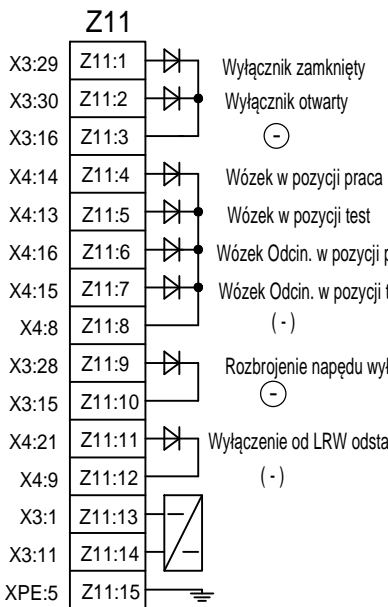 Z11
X3:29 Z11:1 Wyłącznik zamknięty
X3:30 Z11:2 Wyłącznik otwarty
X3:16 Z11:3 -
X4:14 Z11:4 Wózek w pozycji praca
X4:13 Z11:5 Wózek w pozycji test
X4:16 Z11:6 Wózek Odcin. w pozycji p
X4:15 Z11:7 Wózek Odcin. w pozycji t
X4:8 Z11:8 (-)
X3:28 Z11:9 Rozbrojenie napędu wył
X3:15 Z11:10 -
X4:21 Z11:11 Wyłączenie od LRW odsta
X4:9 Z11:12 (-)
X3:1 Z11:13
X3:11 Z11:14
XPE:5 Z11:15